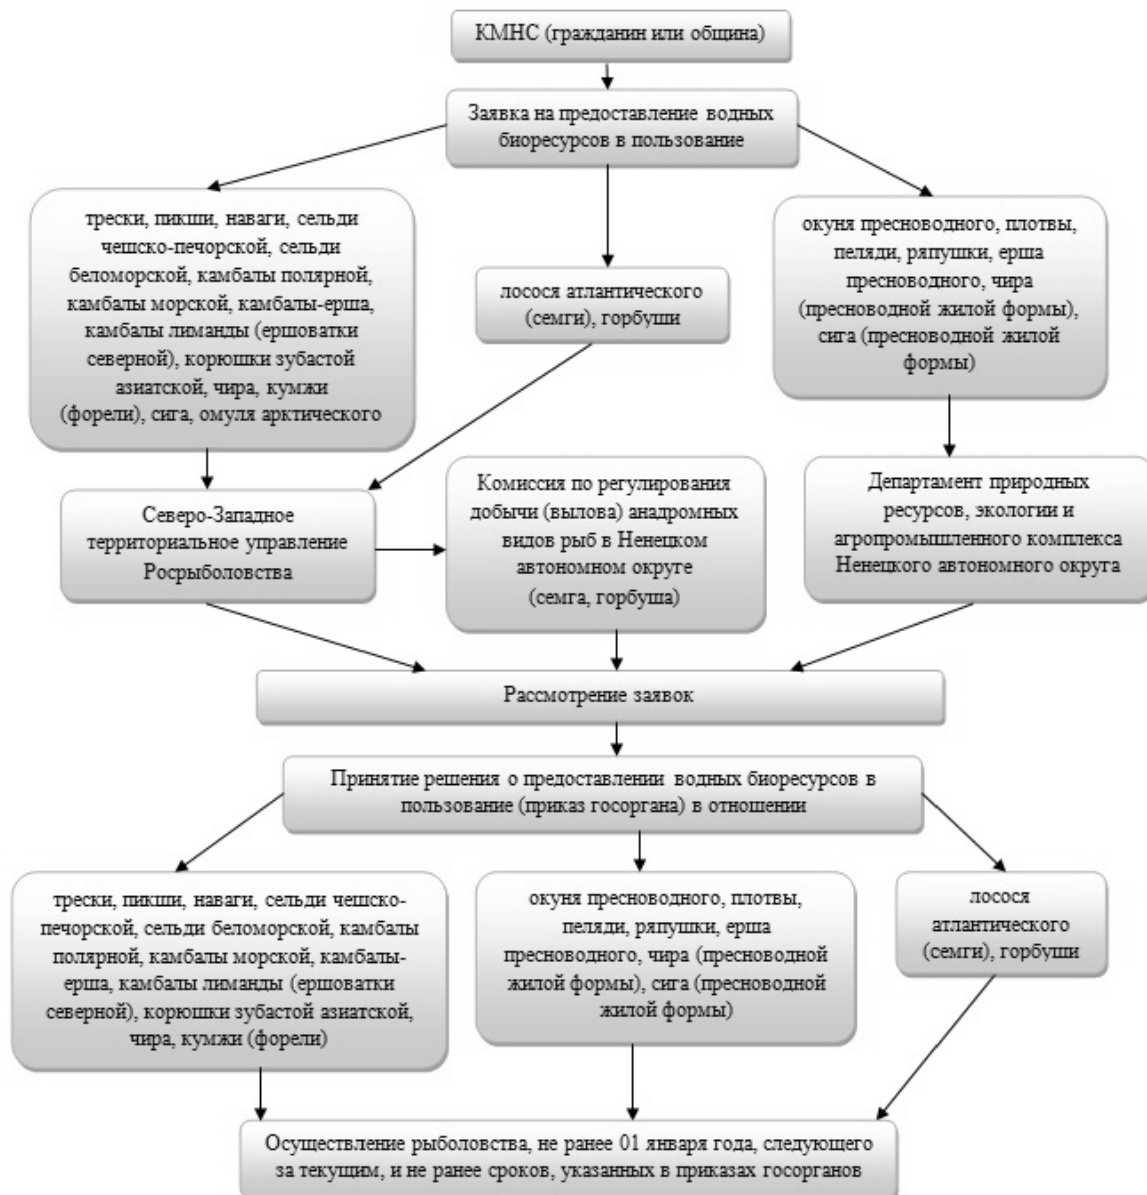 КМНС (гражданин или община)
Заявка на предоставление водных
биоресурсов в пользование
трески, пикши, наваги, сельди
чешско-печорской, сельди
беломорской, камбалы полярной,
камбалы морской, камбалы-ерша,
камбалы лиманды (ершоватки
северной), корюшки зубастой
азиатской, чира, кумжи
(форели), сига, омуля арктического
лосося атлантического
(семги), горбуши
окуня пресноводного, плотвы,
пеляди, ряпушки, ерша
пресноводного, чира
(пресноводной жилой формы),
сига (пресноводной жилой
формы)
Северо-Западное
территориальное управление
Росрыболовства
Комиссия по регулирования
добычи (вылова) анадромных
видов рыб в Ненецком
автономном округе
(семга, горбуша)
Департамент природных
ресурсов, экологии и
агропромышленного комплекса
Ненецкого автономного округа
Рассмотрение заявок
Принятие решения о предоставлении водных биоресурсов в
пользование (приказ госоргана) в отношении
трески, пикши, наваги, сельди чешско-
печорской, сельди беломорской, камбалы
полярной, камбалы морской, камбалы-
ерша, камбалы лиманды (ершоватки
северной), корюшки зубастой азиатской,
чира, кумжи (форели)
окуня пресноводного, плотвы,
пеляди, ряпушки, ерша
пресноводного, чира (пресноводной
жилой формы), сига (пресноводной
жилой формы)
лосося
атлантического
(семги), горбуши
Осуществление рыболовства, не ранее 01 января года, следующего
за текущим, и не ранее сроков, указанных в приказах госорганов